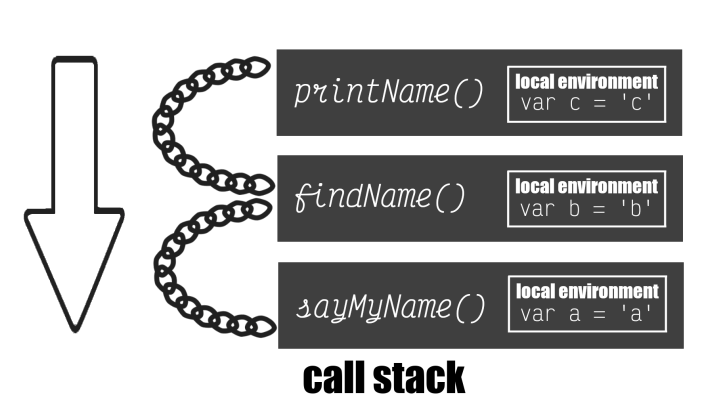 printName()
local environment
var c = 'c'
findName()
local environment
var b = 'b'
sayMyName()
local environment
var a = 'a'
call stack